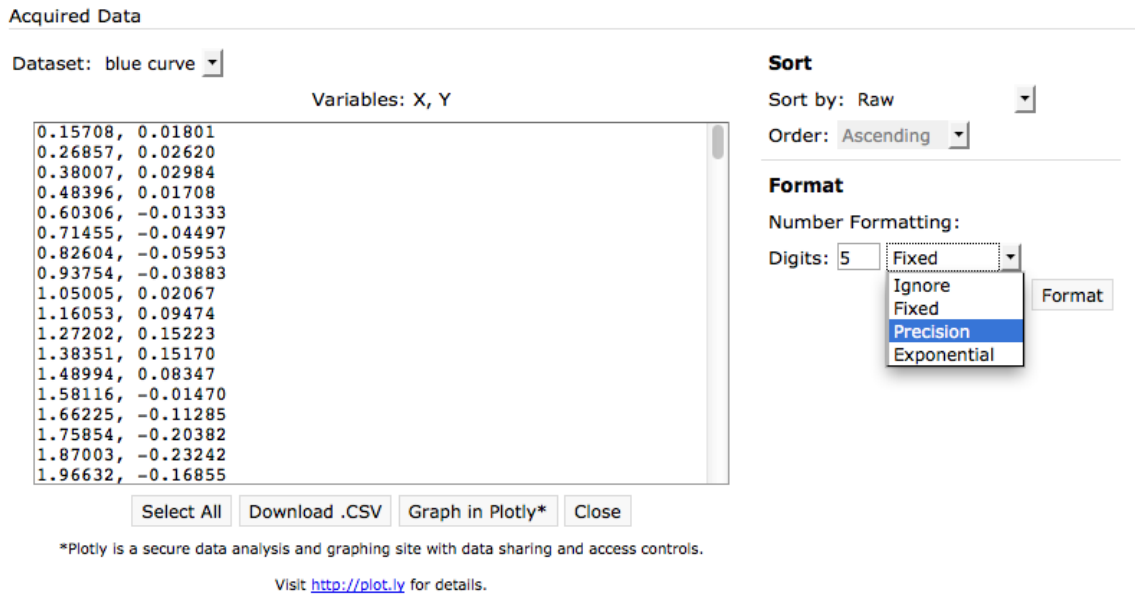 Acquired Data
Dataset: blue curve
Variables: X, Y
0.15708, 0.01801
0.26857, 0.02620
0.38007, 0.02984
0.48396, 0.01708
0.60306, -0.01333
0.71455, -0.04497
0.82604, -0.05953
0.93754, -0.03883
1.05005, 0.02067
1.16053, 0.09474
1.27202, 0.15223
1.38351, 0.15170
1.48994, 0.08347
1.58116, -0.01470
1.66225, -0.11285
1.75854, -0.20382
1.87003, -0.23242
1.96632, -0.16855
Select All Download .CSV Graph in Plotly* Close
*Plotly is a secure data analysis and graphing site with data sharing and access controls.
Visit http://plot.ly for details.
Sort
Sort by: Raw
Order: Ascending
Format
Number Formatting:
Digits: 5 Fixed
Ignore
Fixed
Precision
Exponential
Format